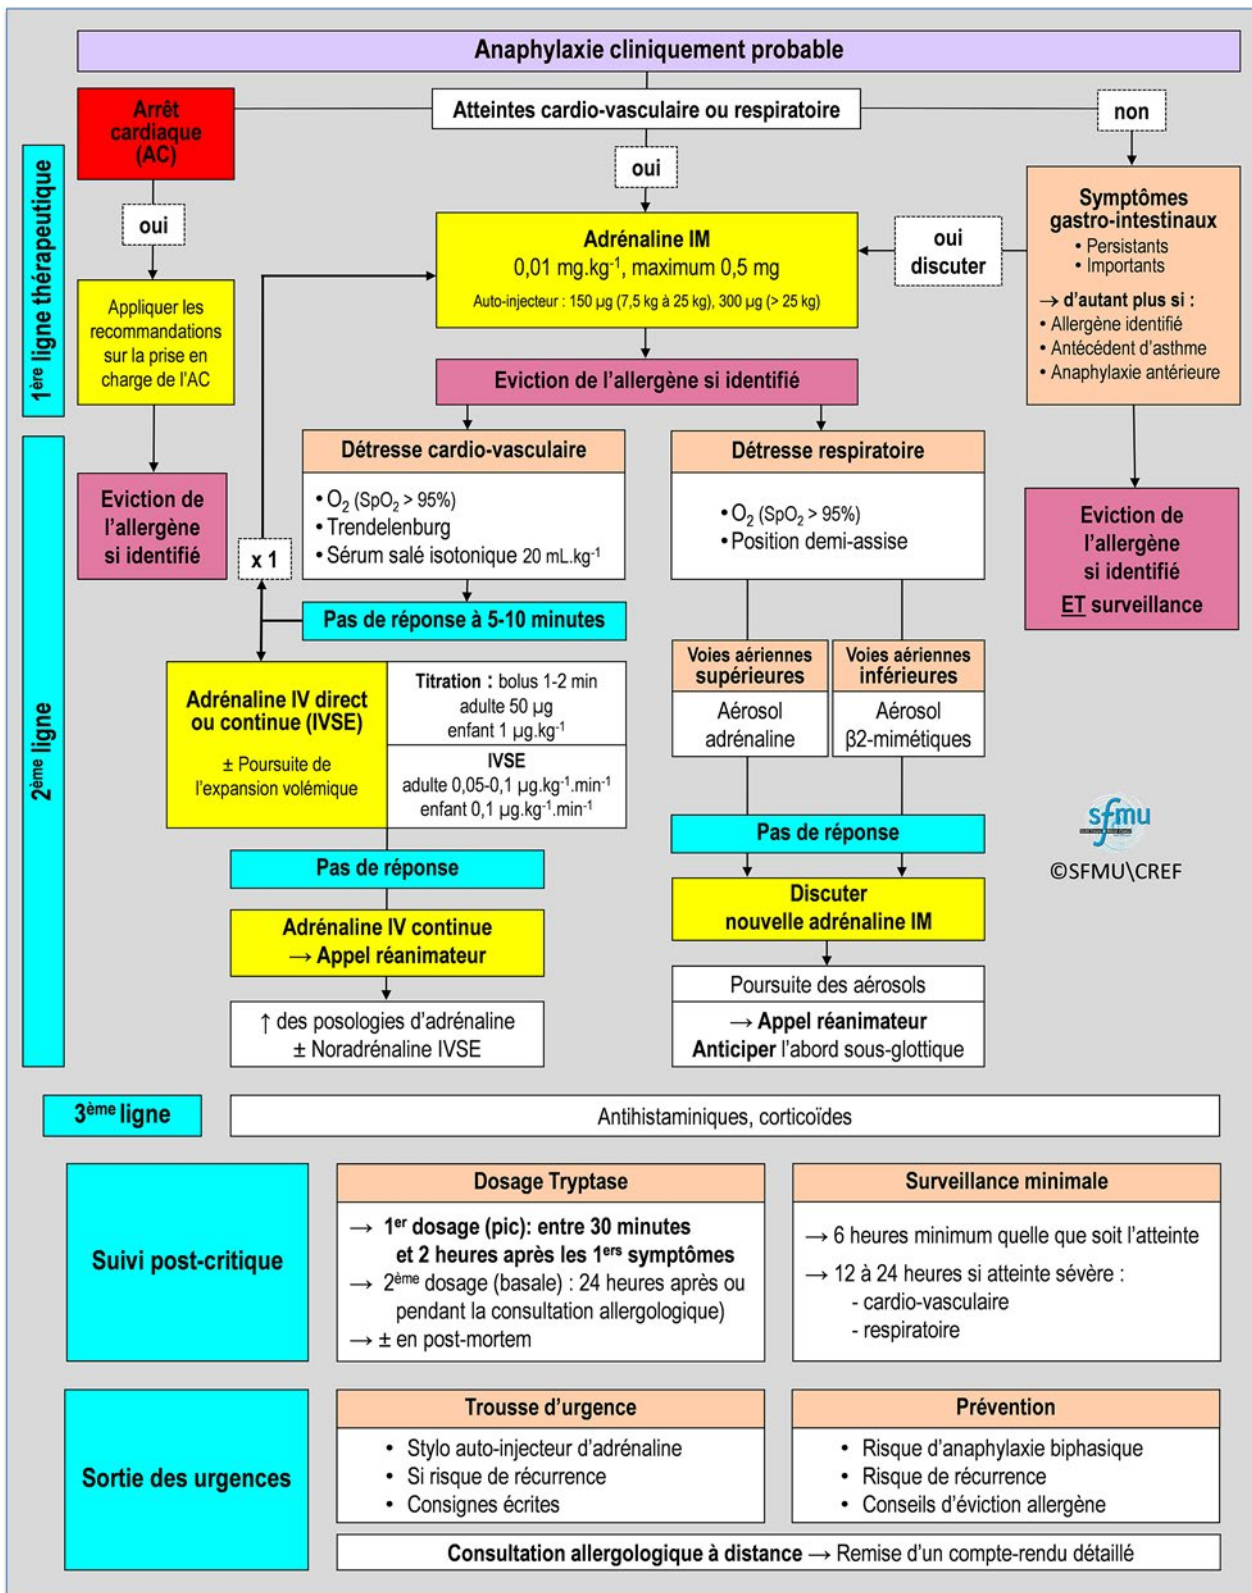 Anaphylaxie cliniquement probable
Arrêt
cardiaque
(AC)
Atteintes cardio-vasculaire ou respiratoire
non
1ère ligne thérapeutique
oui
oui
Appliquer les
recommandations
sur la prise en
charge de l'AC
Adrénaline IM
0,01 mg.kg⁻¹, maximum 0,5 mg
Auto-injecteur : 150 µg (7,5 kg à 25 kg), 300 µg (> 25 kg)
oui
discuter
Symptômes
gastro-intestinaux
• Persistants
• Importants
→ d'autant plus si :
• Allergène identifié
• Antécédent d'asthme
• Anaphylaxie antérieure
Eviction de l'allergène si identifié
2ème ligne
Eviction de
l'allergène
si identifié
x 1
Détresse cardio-vasculaire
• O₂ (SpO₂ > 95%)
• Trendelenburg
• Sérum salé isotonique 20 mL.kg⁻¹
Détresse respiratoire
• O₂ (SpO₂ > 95%)
• Position demi-assise
Eviction de
l'allergène
si identifié
ET surveillance
Pas de réponse à 5-10 minutes
Adrénaline IV direct
ou continue (IVSE)
± Poursuite de
l'expansion volémique
Titration : bolus 1-2 min
adulte 50 µg
enfant 1 µg.kg⁻¹
IVSE
adulte 0,05-0,1 µg.kg⁻¹.min⁻¹
enfant 0,1 µg.kg⁻¹.min⁻¹
Voies aériennes
supérieures
Aérosol
adrénaline
Voies aériennes
inférieures
Aérosol
β2-mimétiques
Pas de réponse
Pas de réponse
sfmu
©SFMU\CREF
Adrénaline IV continue
→ Appel réanimateur
↑ des posologies d'adrénaline
± Noradrénaline IVSE
Discuter
nouvelle adrénaline IM
Poursuite des aérosols
→ Appel réanimateur
Anticiper l'abord sous-glottique
3ème ligne
Antihistaminiques, corticoïdes
Suivi post-critique
Dosage Tryptase
→ 1er dosage (pic): entre 30 minutes
et 2 heures après les 1ers symptômes
→ 2ème dosage (basale) : 24 heures après ou
pendant la consultation allergologique)
→ ± en post-mortem
Surveillance minimale
→ 6 heures minimum quelle que soit l'atteinte
→ 12 à 24 heures si atteinte sévère :
- cardio-vasculaire
- respiratoire
Sortie des urgences
Trousse d'urgence
• Stylo auto-injecteur d'adrénaline
• Si risque de récurrence
• Consignes écrites
Prévention
• Risque d'anaphylaxie biphasique
• Risque de récurrence
• Conseils d'éviction allergène
Consultation allergologique à distance → Remise d'un compte-rendu détaillé